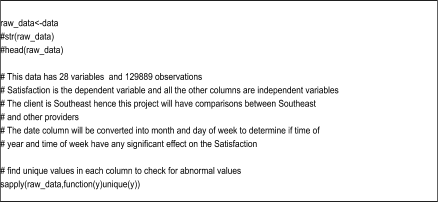 raw_data<-data
#str(raw_data)
#head(raw_data)
# This data has 28 variables and 129889 observations
# Satisfaction is the dependent variable and all the other columns are independent variables
# The client is Southeast hence this project will have comparisons between Southeast
# and other providers
# The date column will be converted into month and day of week to determine if time of
# year and time of week have any significant effect on the Satisfaction
# find unique values in each column to check for abnormal values
sapply(raw_data,function(y)unique(y))